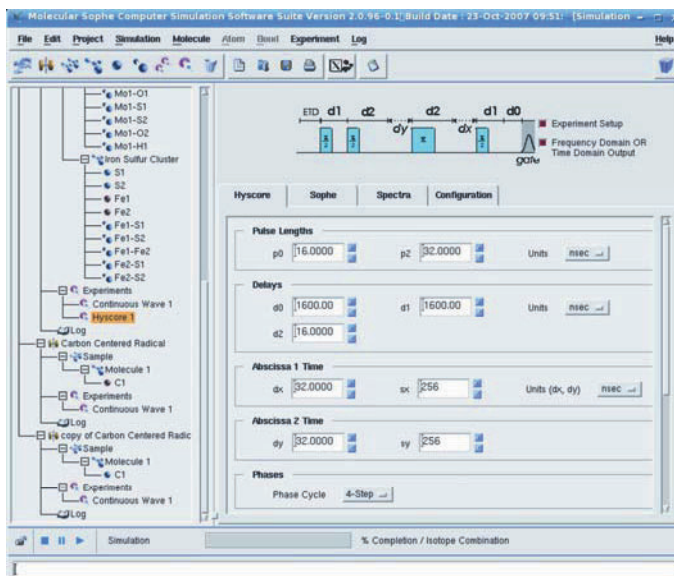 Molecular Sophe Computer Simulation Software Suite Version 2.0.96-0.1 Build Date : 23-Oct-2007 09:51: [Simulation
File Edit Project Simulation Molecule Atom Bond Experiment Log Help
Mo1-O1
Mo1-S1
Mo1-S2
Mo1-O2
Mo1-H1
Iron Sulfur Cluster
S1
S2
Fe1
Fe2
Fe1-S1
Fe1-S2
Fe1-Fe2
Fe2-S1
Fe2-S2
Experiments
Continuous Wave 1
Hyscore 1
Log
Carbon Centered Radical
Sample
Molecule 1
C1
Experiments
Continuous Wave 1
Log
copy of Carbon Centered Radic
Sample
Molecule 1
C1
Experiments
Continuous Wave 1
Log
ETD d1 d2 d2 d1 d0
dy dx
π/2 π/2 π π/2
gate
Experiment Setup
Frequency Domain OR
Time Domain Output
Hyscore Sophe Spectra Configuration
Pulse Lengths
p0 16.0000 p2 32.0000 Units nsec
Delays
d0 1600.00 d1 1600.00 Units nsec
d2 16.0000
Abscissa 1 Time
dx 32.0000 sx 256 Units (dx, dy) nsec
Abscissa 2 Time
dy 32.0000 sy 256
Phases
Phase Cycle 4-Step
Simulation % Completion / Isotope Combination